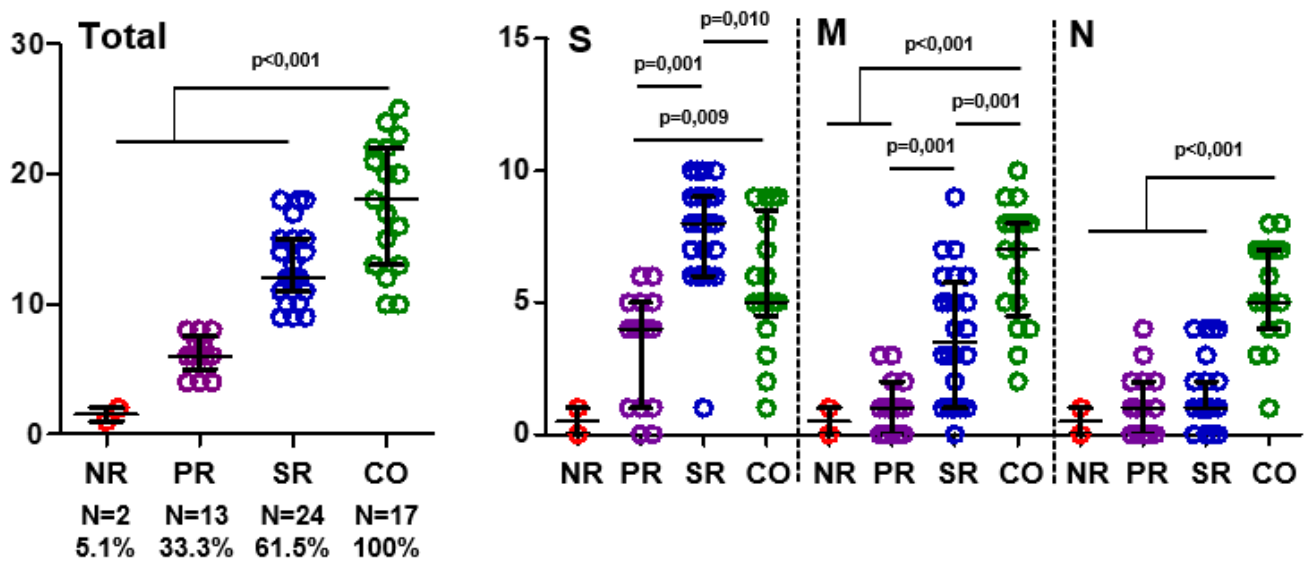 Total
30
20
10
0
p<0,001
NR PR SR CO
N=2 N=13 N=24 N=17
5.1% 33.3% 61.5% 100%
15
10
5
0
S
p=0,010
p=0,001
p=0,009
NR PR SR CO
M
p<0,001
p=0,001
p=0,001
NR PR SR CO
N
p<0,001
NR PR SR CO